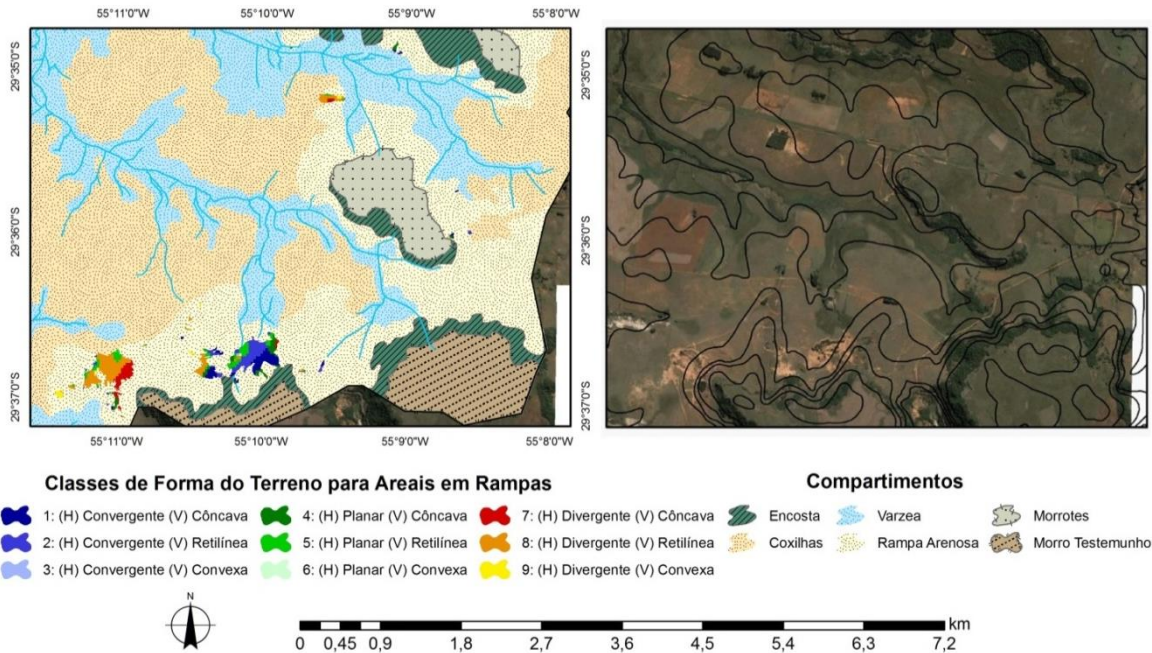 55°11'0"W 55°10'0"W 55°9'0"W 55°8'0"W
29°35'0"S 29°35'0"S
29°36'0"S 29°36'0"S
29°37'0"S 29°37'0"S
55°11'0"W 55°10'0"W 55°9'0"W 55°8'0"W
Classes de Forma do Terreno para Areais em Rampas
1: (H) Convergente (V) Côncava
2: (H) Convergente (V) Retilínea
3: (H) Convergente (V) Convexa
4: (H) Planar (V) Côncava
5: (H) Planar (V) Retilínea
6: (H) Planar (V) Convexa
7: (H) Divergente (V) Côncava
8: (H) Divergente (V) Retilínea
9: (H) Divergente (V) Convexa
Compartimentos
Encosta Varzea Morrotes
Coxilhas Rampa Arenosa Morro Testemunho
N
km
0 0,45 0,9 1,8 2,7 3,6 4,5 5,4 6,3 7,2